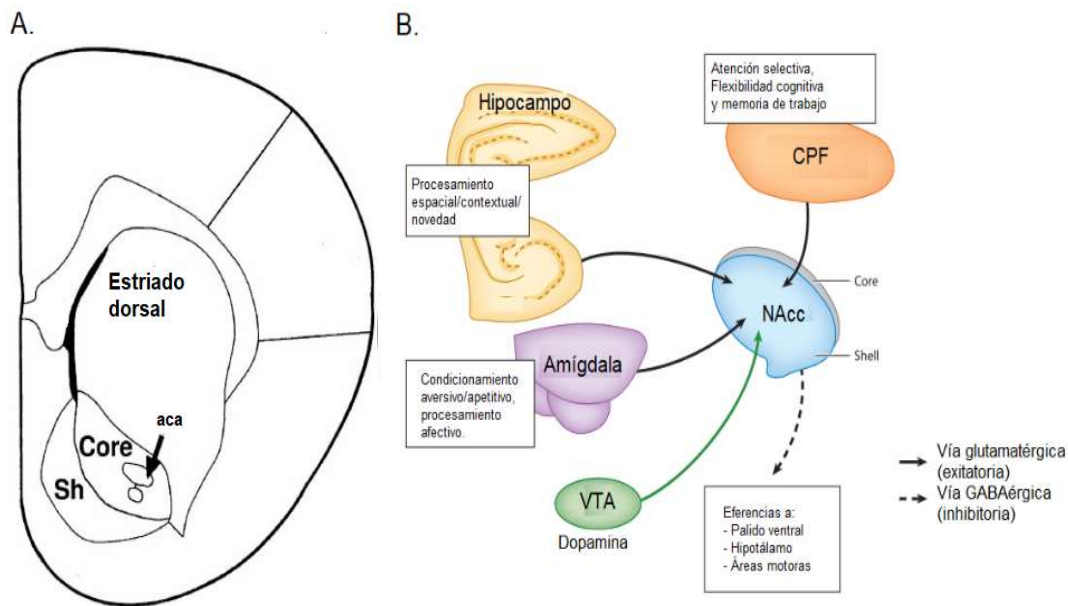 A.
Estriado
dorsal
aca
Core
Sh
B.
Hipocampo
Procesamiento
espacial/contextual/
novedad
Atención selectiva,
Flexibilidad cognitiva
y memoria de trabajo
CPF
Core
NAcc
Shell
Amígdala
Condicionamiento
aversivo/apetitivo,
procesamiento
afectivo.
VTA
Dopamina
Eferencias a:
- Palido ventral
- Hipotálamo
- Áreas motoras
Vía glutamatérgica
(exitatoria)
Vía GABAérgica
(inhibitoria)